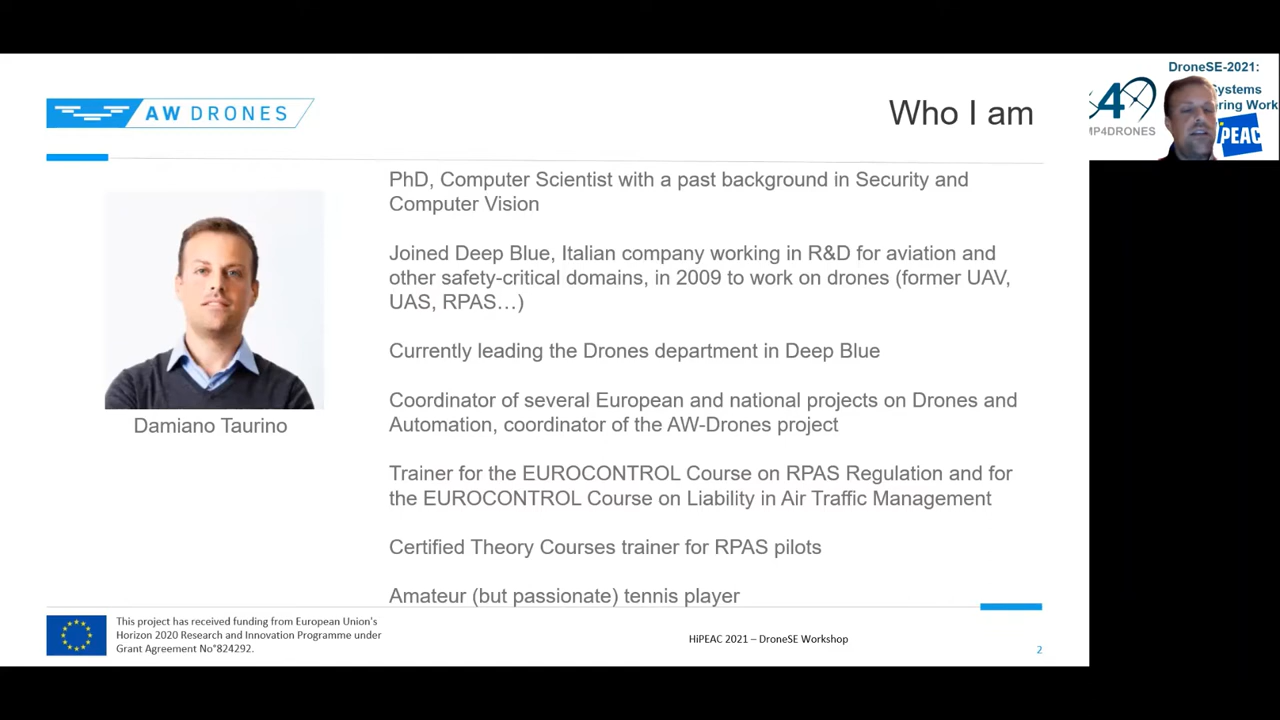 AW DRONES
Who I am
DroneSE-2021:
4
MP4DRONES
PEAC
PhD, Computer Scientist with a past background in Security and
Computer Vision
Joined Deep Blue, Italian company working in R&D for aviation and
other safety-critical domains, in 2009 to work on drones (former UAV,
UAS, RPAS…)
Currently leading the Drones department in Deep Blue
Coordinator of several European and national projects on Drones and
Automation, coordinator of the AW-Drones project
Trainer for the EUROCONTROL Course on RPAS Regulation and for
the EUROCONTROL Course on Liability in Air Traffic Management
Certified Theory Courses trainer for RPAS pilots
Amateur (but passionate) tennis player
Damiano Taurino
This project has received funding from European Union's
Horizon 2020 Research and Innovation Programme under
Grant Agreement No°824292.
HiPEAC 2021 – DroneSE Workshop
2